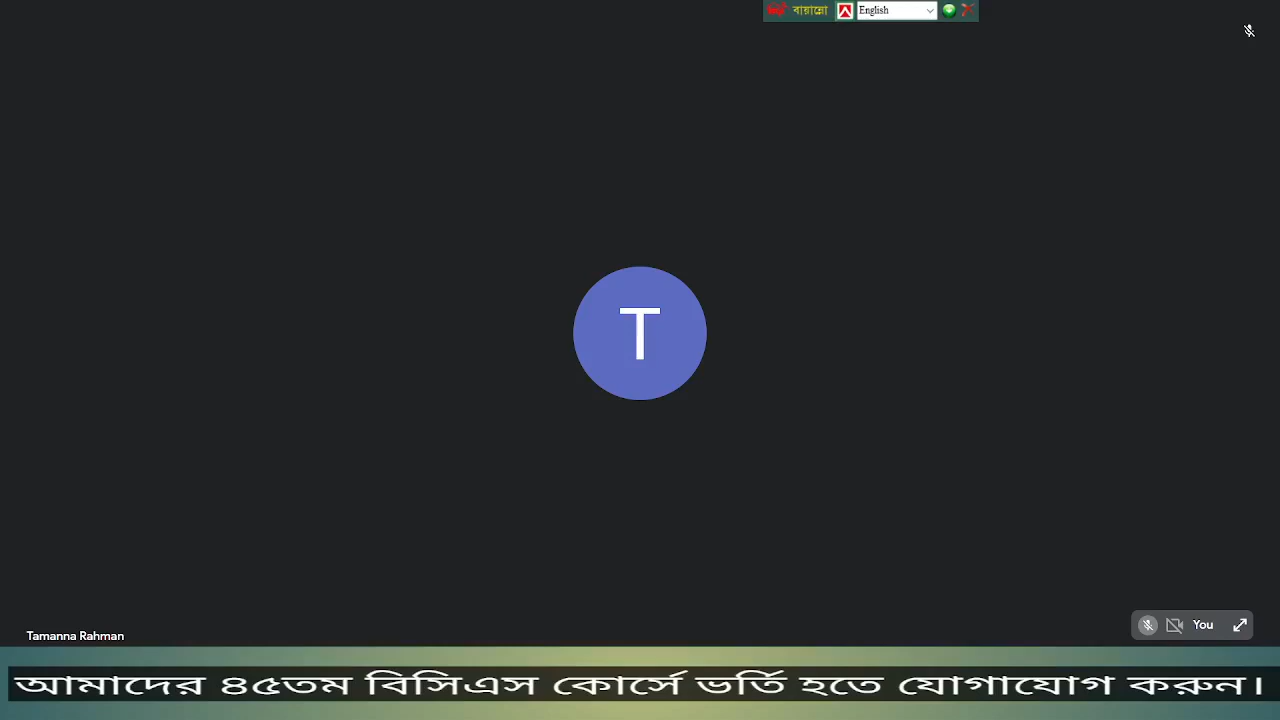 বায়ান্নো
English
T
You
Tamanna Rahman
আমাদের ৪৫তম বিসিএস কোর্সে ভর্তি হতে যোগাযোগ করুন।